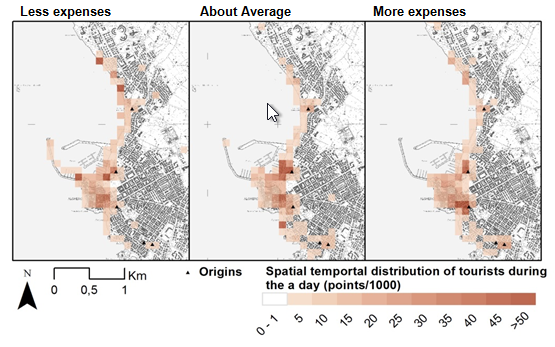 Less expenses
About Average
More expenses
N
0 0,5 1 Km
Origins
Spatial temportal distribution of tourists during
the a day (points/1000)
0 - 1 5 10 15 20 25 30 35 40 45 >50